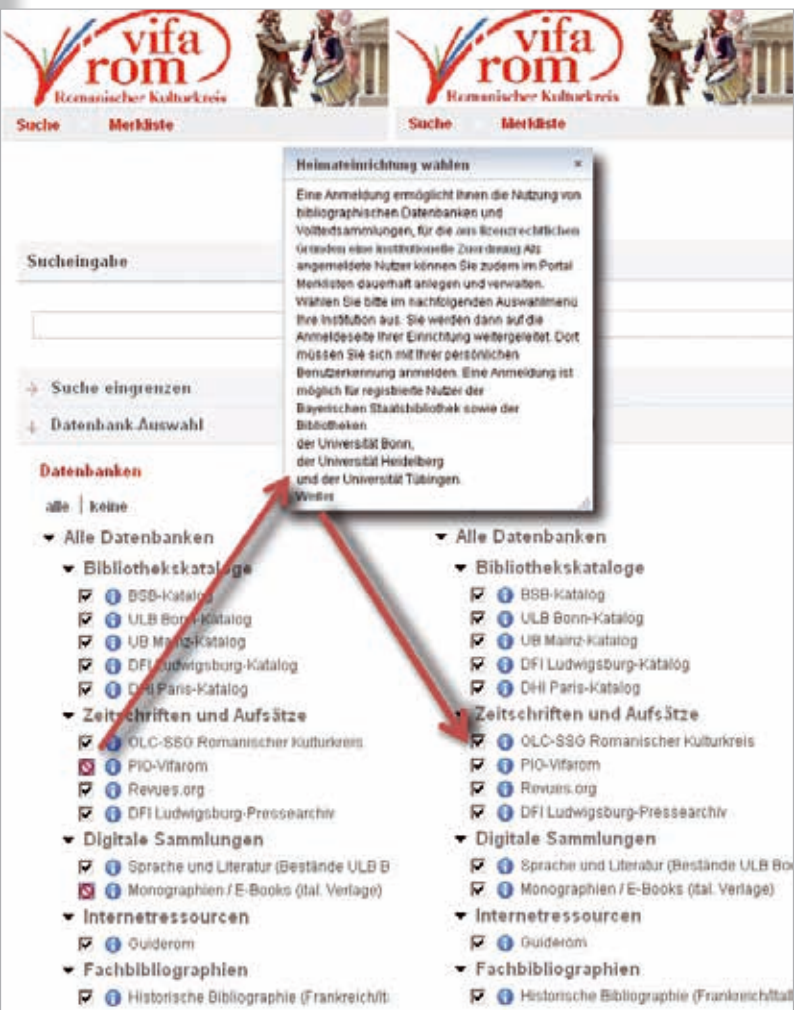 vifa
rom
Romanischer Kulturkreis
Suche Merkliste
vifa
rom
Romanischer Kulturkreis
Suche Merkliste
Heimateinrichtung wählen ×
Eine Anmeldung ermöglicht Ihnen die Nutzung von
bibliographischen Datenbanken und
Volltextsammlungen, für die aus lizenzrechtlichen
Gründen eine institutionelle Zuordnung Als
angemeldete Nutzer können Sie zudem im Portal
Merklisten dauerhaft anlegen und verwalten.
Wählen Sie bitte im nachfolgenden Auswahlmenü
Ihre Institution aus. Sie werden dann auf die
Anmeldeseite Ihrer Einrichtung weitergeleitet. Dort
müssen Sie sich mit Ihrer persönlichen
Benutzerkennung anmelden. Eine Anmeldung ist
möglich für registrierte Nutzer der
Bayerischen Staatsbibliothek sowie der
Bibliotheken
der Universität Bonn,
der Universität Heidelberg
und der Universität Tübingen.
Weiter
Sucheingabe
Suche eingrenzen
Datenbank-Auswahl
Datenbanken
alle | keine
Alle Datenbanken
Bibliothekskataloge
BSB-Katalog
ULB Bonn-Katalog
UB Mainz-Katalog
DFI Ludwigsburg-Katalog
DHI Paris-Katalog
Zeitschriften und Aufsätze
OLC-SSG Romanischer Kulturkreis
PIO-Vifarom
Revues.org
DFI Ludwigsburg-Pressearchiv
Digitale Sammlungen
Sprache und Literatur (Bestände ULB B
Monographien / E-Books (ital. Verlage)
Internetressourcen
Guiderom
Fachbibliographien
Historische Bibliographie (Frankreich/It
Alle Datenbanken
Bibliothekskataloge
BSB-Katalog
ULB Bonn-Katalog
UB Mainz-Katalog
DFI Ludwigsburg-Katalog
DHI Paris-Katalog
Zeitschriften und Aufsätze
OLC-SSG Romanischer Kulturkreis
PIO-Vifarom
Revues.org
DFI Ludwigsburg-Pressearchiv
Digitale Sammlungen
Sprache und Literatur (Bestände ULB Bo
Monographien / E-Books (ital. Verlage)
Internetressourcen
Guiderom
Fachbibliographien
Historische Bibliographie (Frankreich/Ital